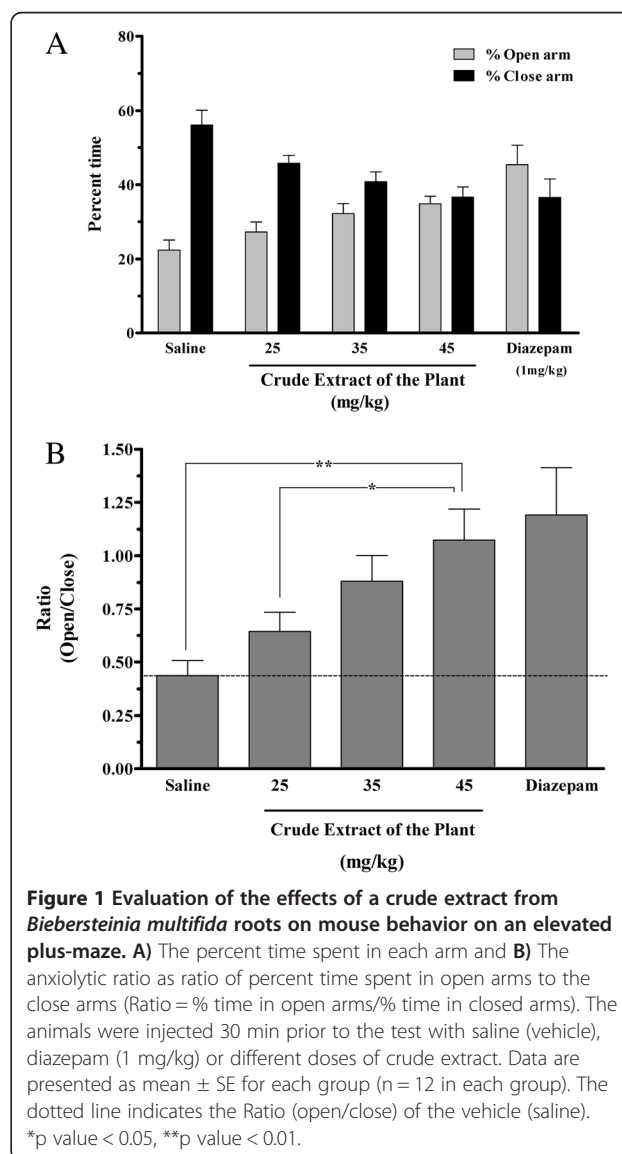 A
80
60
40
20
0
Percent time
% Open arm
% Close arm
Saline
25
35
45
Diazepam
(1mg/kg)
Crude Extract of the Plant
(mg/kg)
B
1.50
1.25
1.00
0.75
0.50
0.25
0.00
Ratio
(Open/Close)
**
*
Saline
25
35
45
Diazepam
Crude Extract of the Plant
(mg/kg)
Figure 1 Evaluation of the effects of a crude extract from
Biebersteinia multifida roots on mouse behavior on an elevated
plus-maze. A) The percent time spent in each arm and B) The
anxiolytic ratio as ratio of percent time spent in open arms to the
close arms (Ratio = % time in open arms/% time in closed arms). The
animals were injected 30 min prior to the test with saline (vehicle),
diazepam (1 mg/kg) or different doses of crude extract. Data are
presented as mean ± SE for each group (n = 12 in each group). The
dotted line indicates the Ratio (open/close) of the vehicle (saline).
*p value < 0.05, **p value < 0.01.